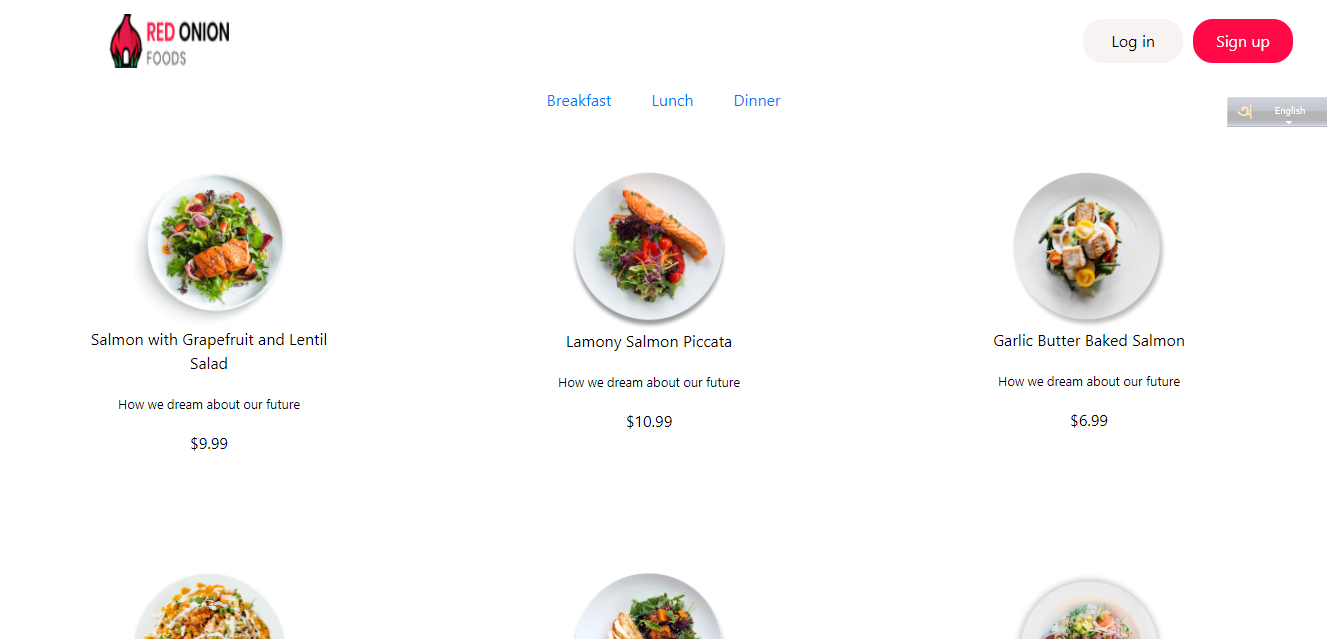 RED ONION
FOODS
Log in
Sign up
Breakfast
Lunch
Dinner
অ English
Salmon with Grapefruit and Lentil
Salad
How we dream about our future
$9.99
Lamony Salmon Piccata
How we dream about our future
$10.99
Garlic Butter Baked Salmon
How we dream about our future
$6.99